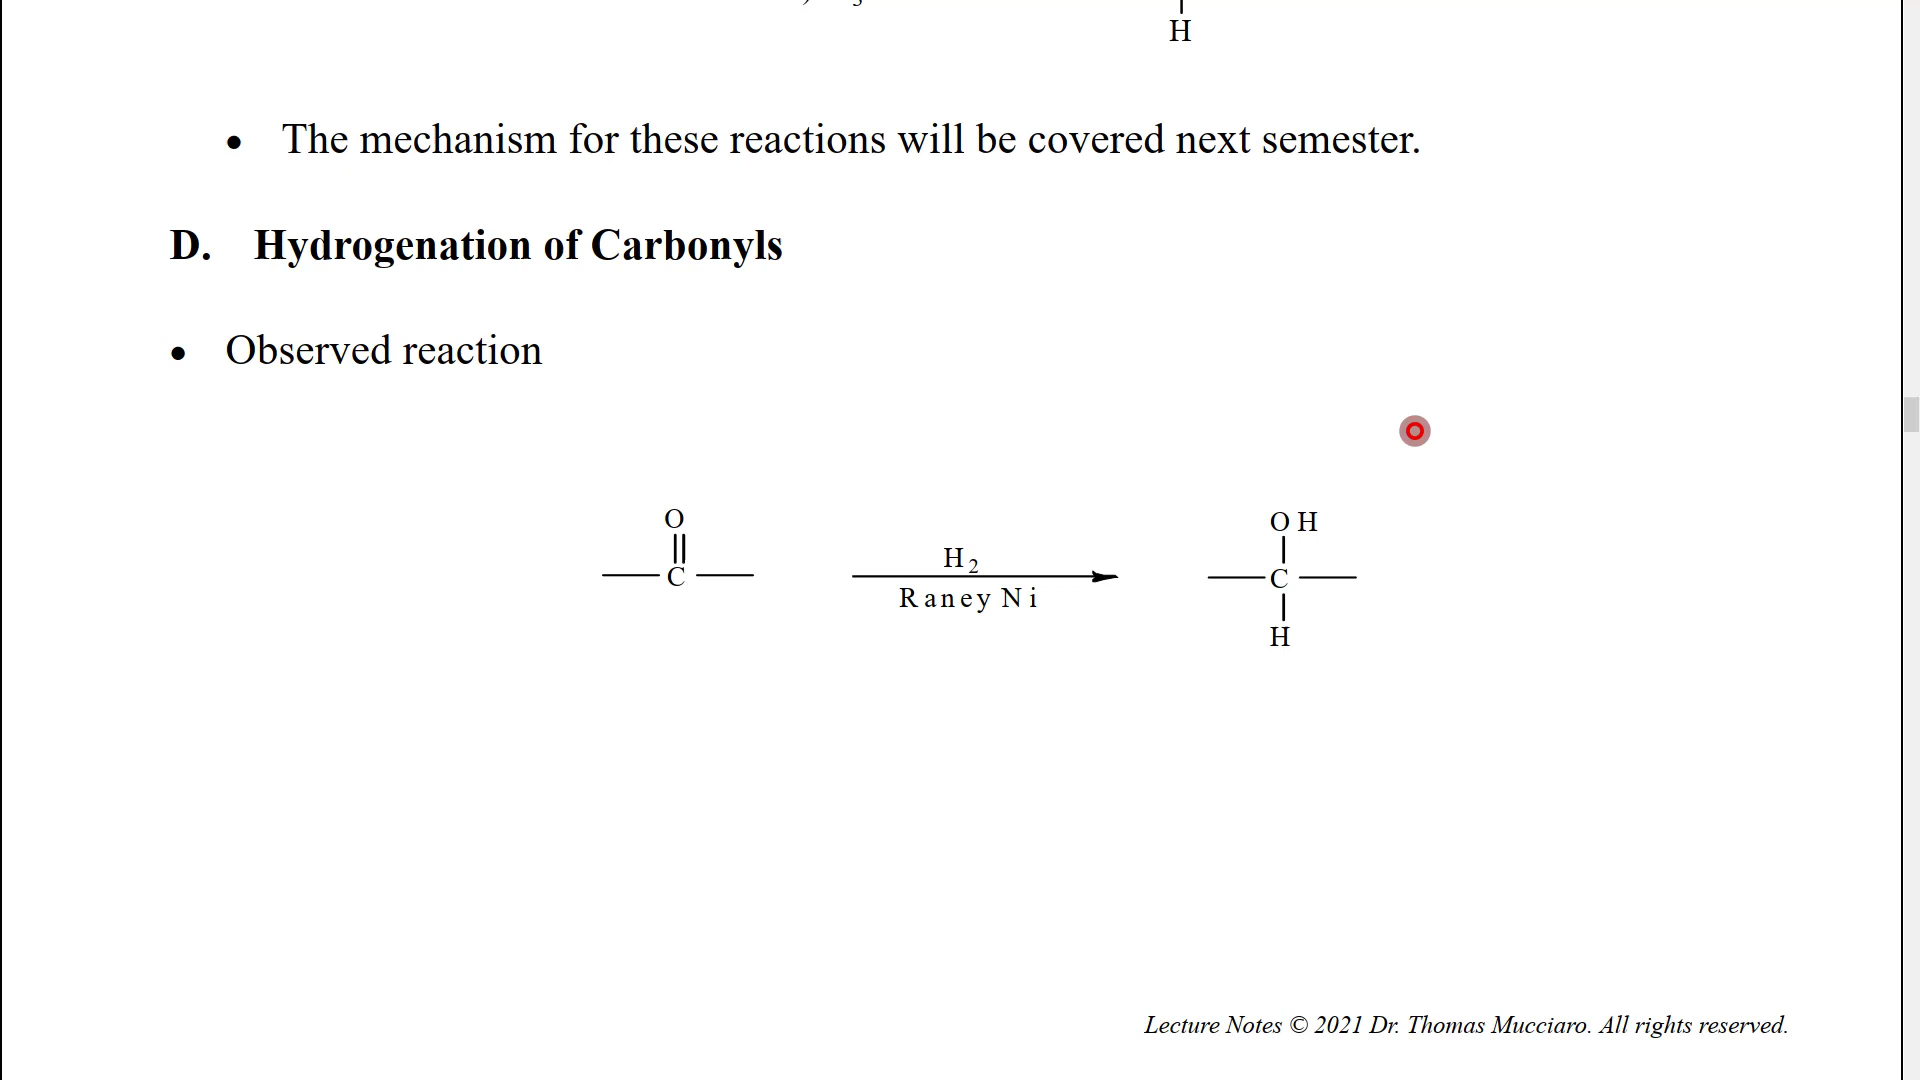 H
• The mechanism for these reactions will be covered next semester.
D. Hydrogenation of Carbonyls
• Observed reaction
O
C
H2
Raney Ni
OH
C
H
Lecture Notes © 2021 Dr. Thomas Mucciaro. All rights reserved.